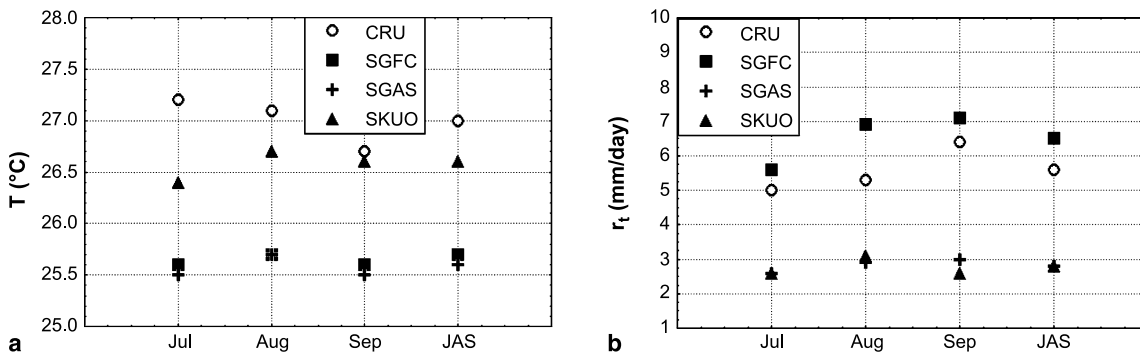 28.0
27.5
27.0
26.5
26.0
25.5
25.0
T (°C)
CRU
SGFC
SGAS
SKUO
Jul Aug Sep JAS
a
10
9
8
7
6
5
4
3
2
1
r_t (mm/day)
CRU
SGFC
SGAS
SKUO
Jul Aug Sep JAS
b